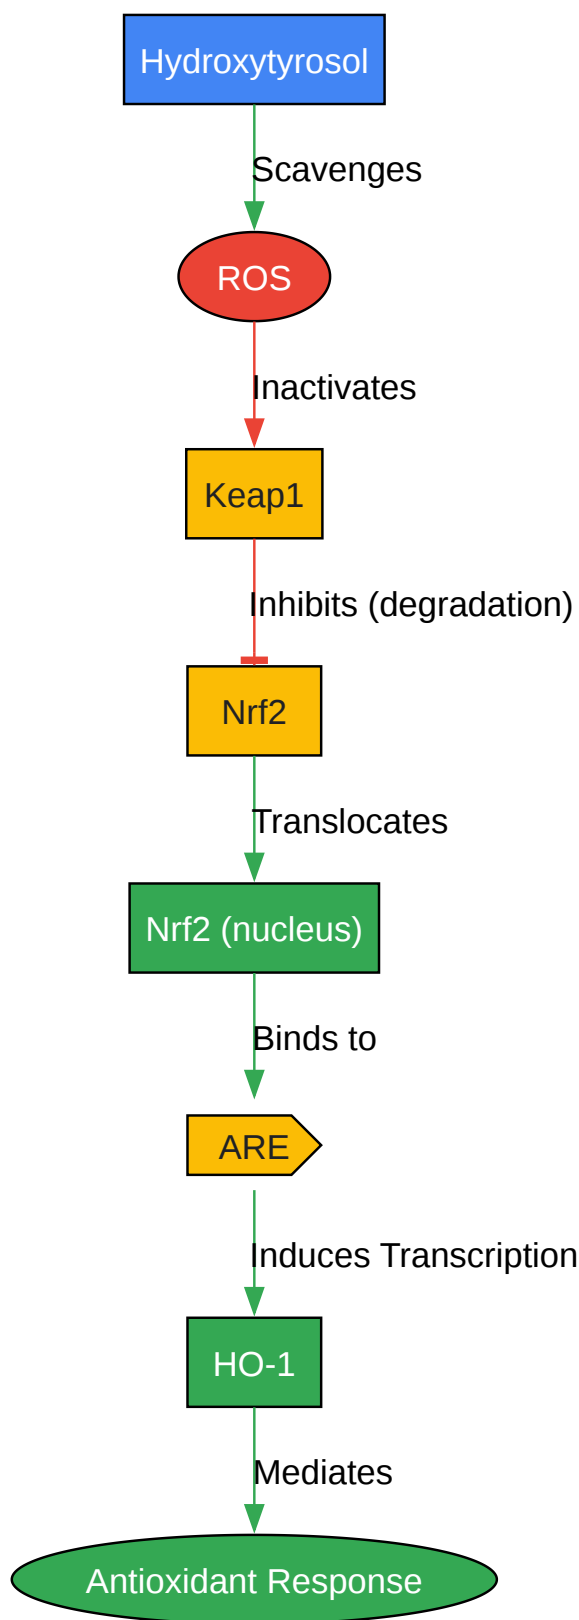 Hydroxytyrosol
Scavenges
ROS
Inactivates
Keap1
Inhibits (degradation)
Nrf2
Translocates
Nrf2 (nucleus)
Binds to
ARE
Induces Transcription
HO-1
Mediates
Antioxidant Response